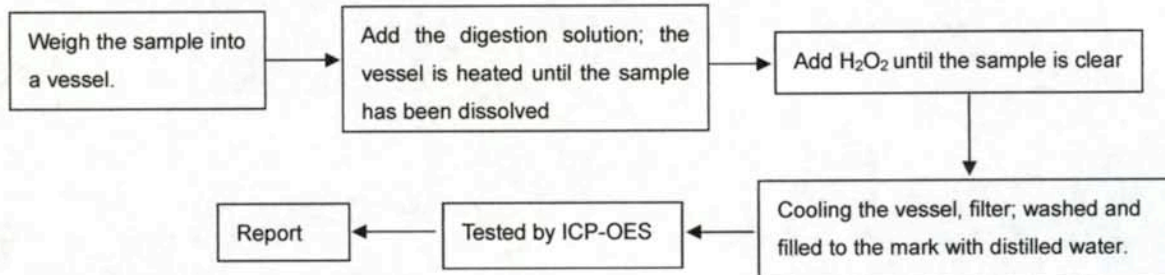 Weigh the sample into
a vessel.
Add the digestion solution; the
vessel is heated until the sample
has been dissolved
Add H₂O₂ until the sample is clear
Cooling the vessel, filter; washed and
filled to the mark with distilled water.
Tested by ICP-OES
Report